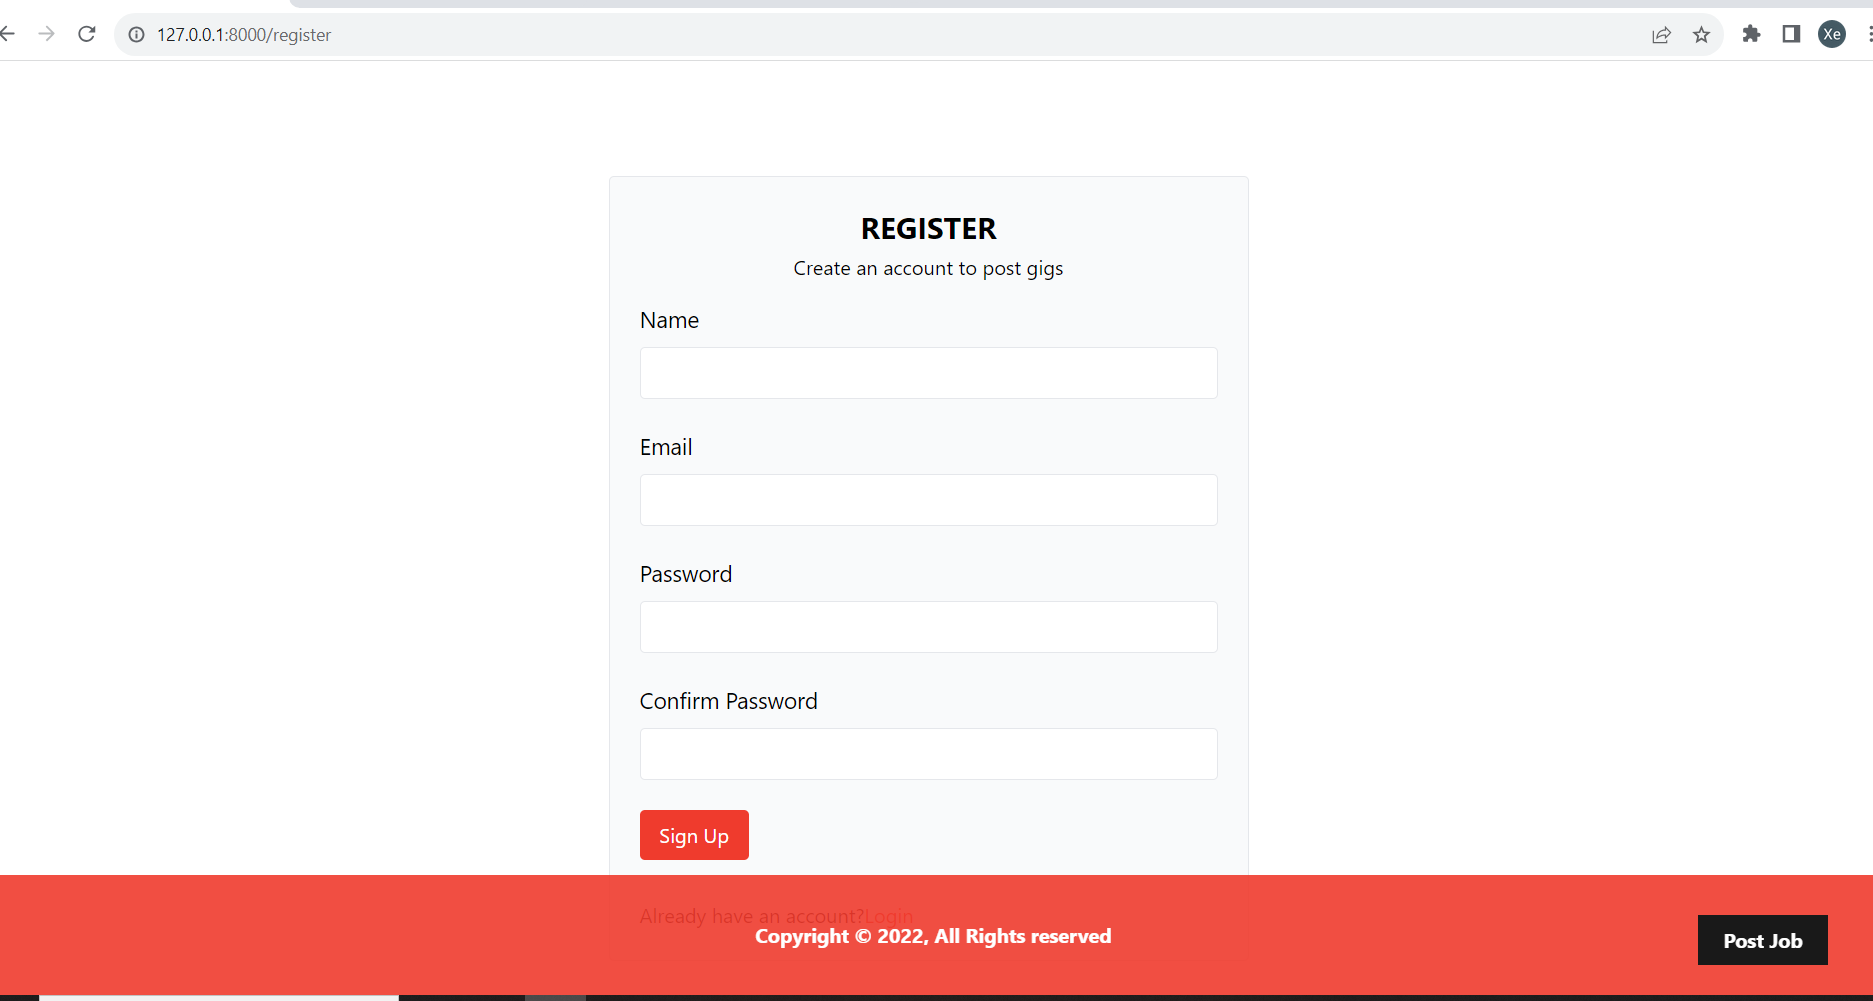 127.0.0.1:8000/register
Xe
REGISTER
Create an account to post gigs
Name
Email
Password
Confirm Password
Sign Up
Already have an account?Login
Copyright © 2022, All Rights reserved
Post Job